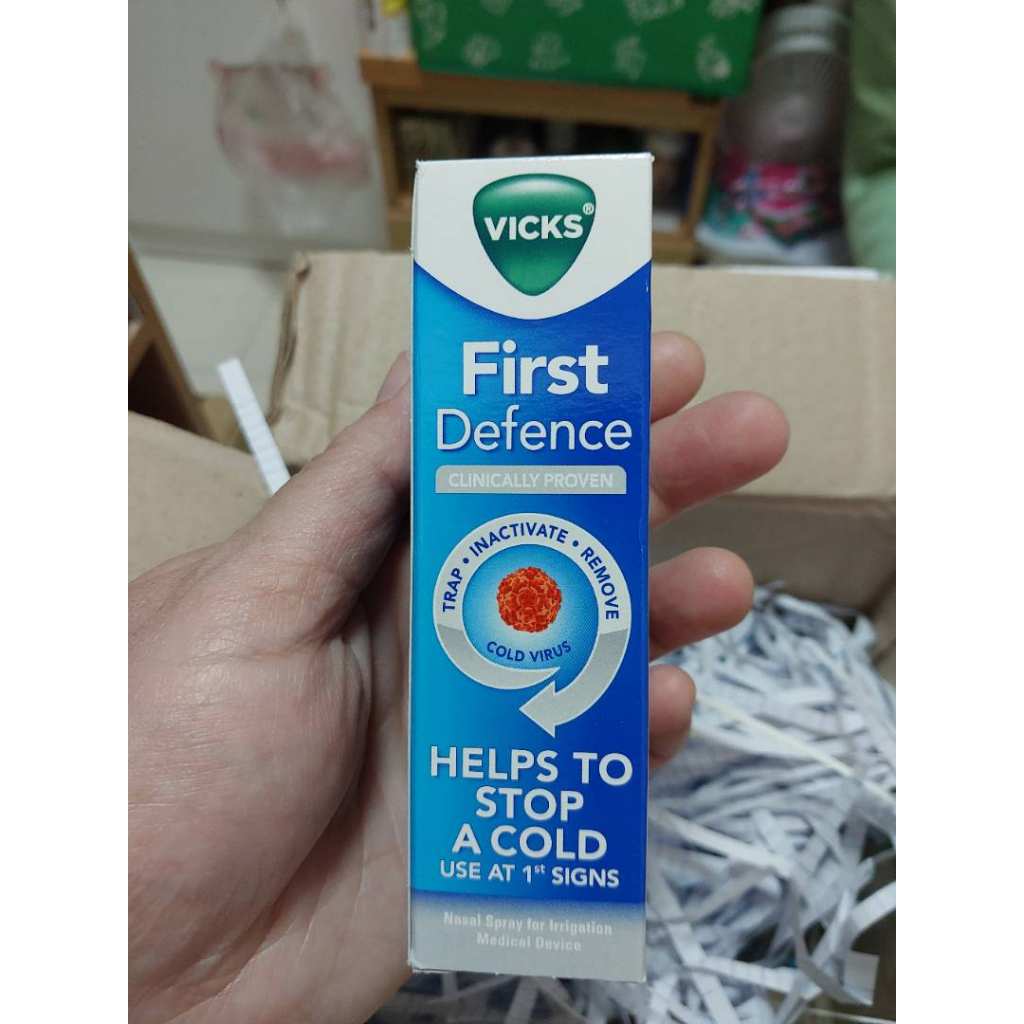 VICKS®
First
Defence
CLINICALLY PROVEN
TRAP • INACTIVATE • REMOVE
COLD VIRUS
HELPS TO
STOP
A COLD
USE AT 1st SIGNS
Nasal Spray for Irrigation
Medical Device